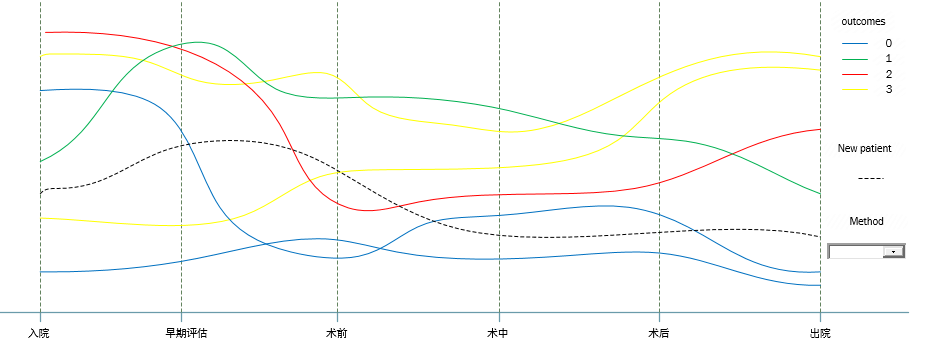 outcomes
0
1
2
3
New patient
Method
入院
早期评估
术前
术中
术后
出院